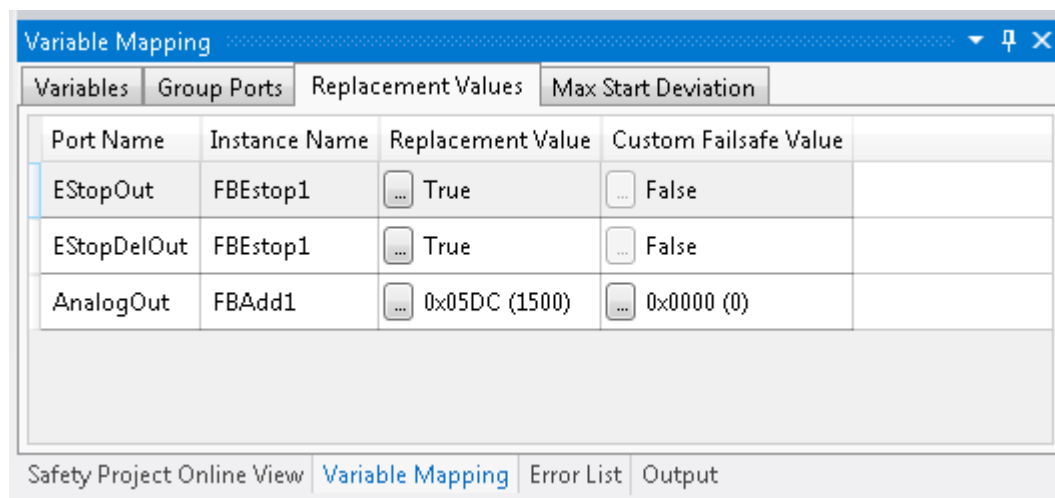 Variable Mapping
Variables Group Ports Replacement Values Max Start Deviation
Port Name Instance Name Replacement Value Custom Failsafe Value
EStopOut FBEstop1 ... True ... False
EStopDelOut FBEstop1 ... True ... False
AnalogOut FBAdd1 ... 0x05DC (1500) ... 0x0000 (0)
Safety Project Online View Variable Mapping Error List Output